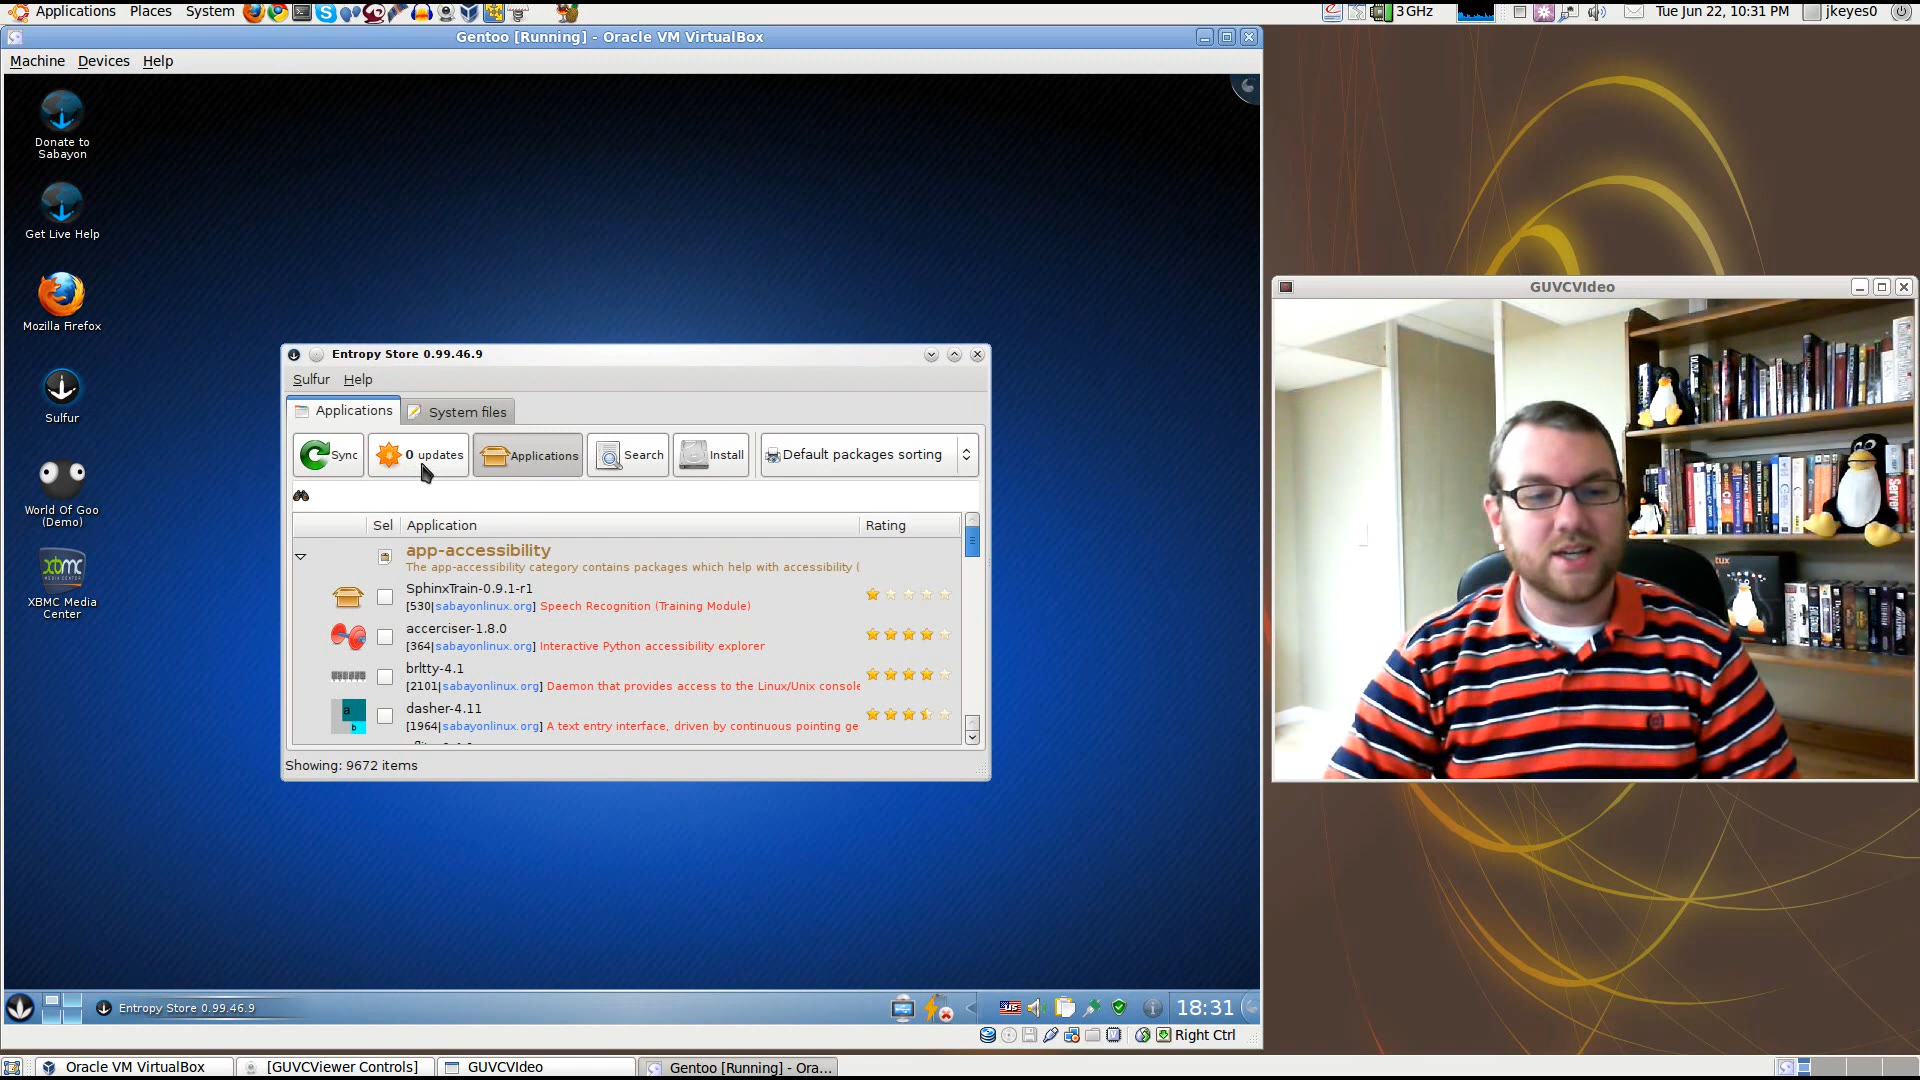 Applications Places System
3 GHz
Tue Jun 22, 10:31 PM
jkeyes0
Gentoo [Running] - Oracle VM VirtualBox
Machine Devices Help
Donate to
Sabayon
Get Live Help
Mozilla Firefox
Sulfur
World Of Goo
(Demo)
xbmc
MEDIA CENTER
XBMC Media
Center
Entropy Store 0.99.46.9
Sulfur Help
Applications System files
Sync 0 updates Applications Search Install Default packages sorting
Sel Application Rating
app-accessibility
The app-accessibility category contains packages which help with accessibility (
SphinxTrain-0.9.1-r1
[530|sabayonlinux.org] Speech Recognition (Training Module)
accerciser-1.8.0
[364|sabayonlinux.org] Interactive Python accessibility explorer
brltty-4.1
[2101|sabayonlinux.org] Daemon that provides access to the Linux/Unix console
a
b
dasher-4.11
[1964|sabayonlinux.org] A text entry interface, driven by continuous pointing ge
Showing: 9672 items
GUVCVIdeo
Entropy Store 0.99.46.9
18:31
Right Ctrl
Oracle VM VirtualBox
[GUVCViewer Controls]
GUVCVIdeo
Gentoo [Running] - Ora...